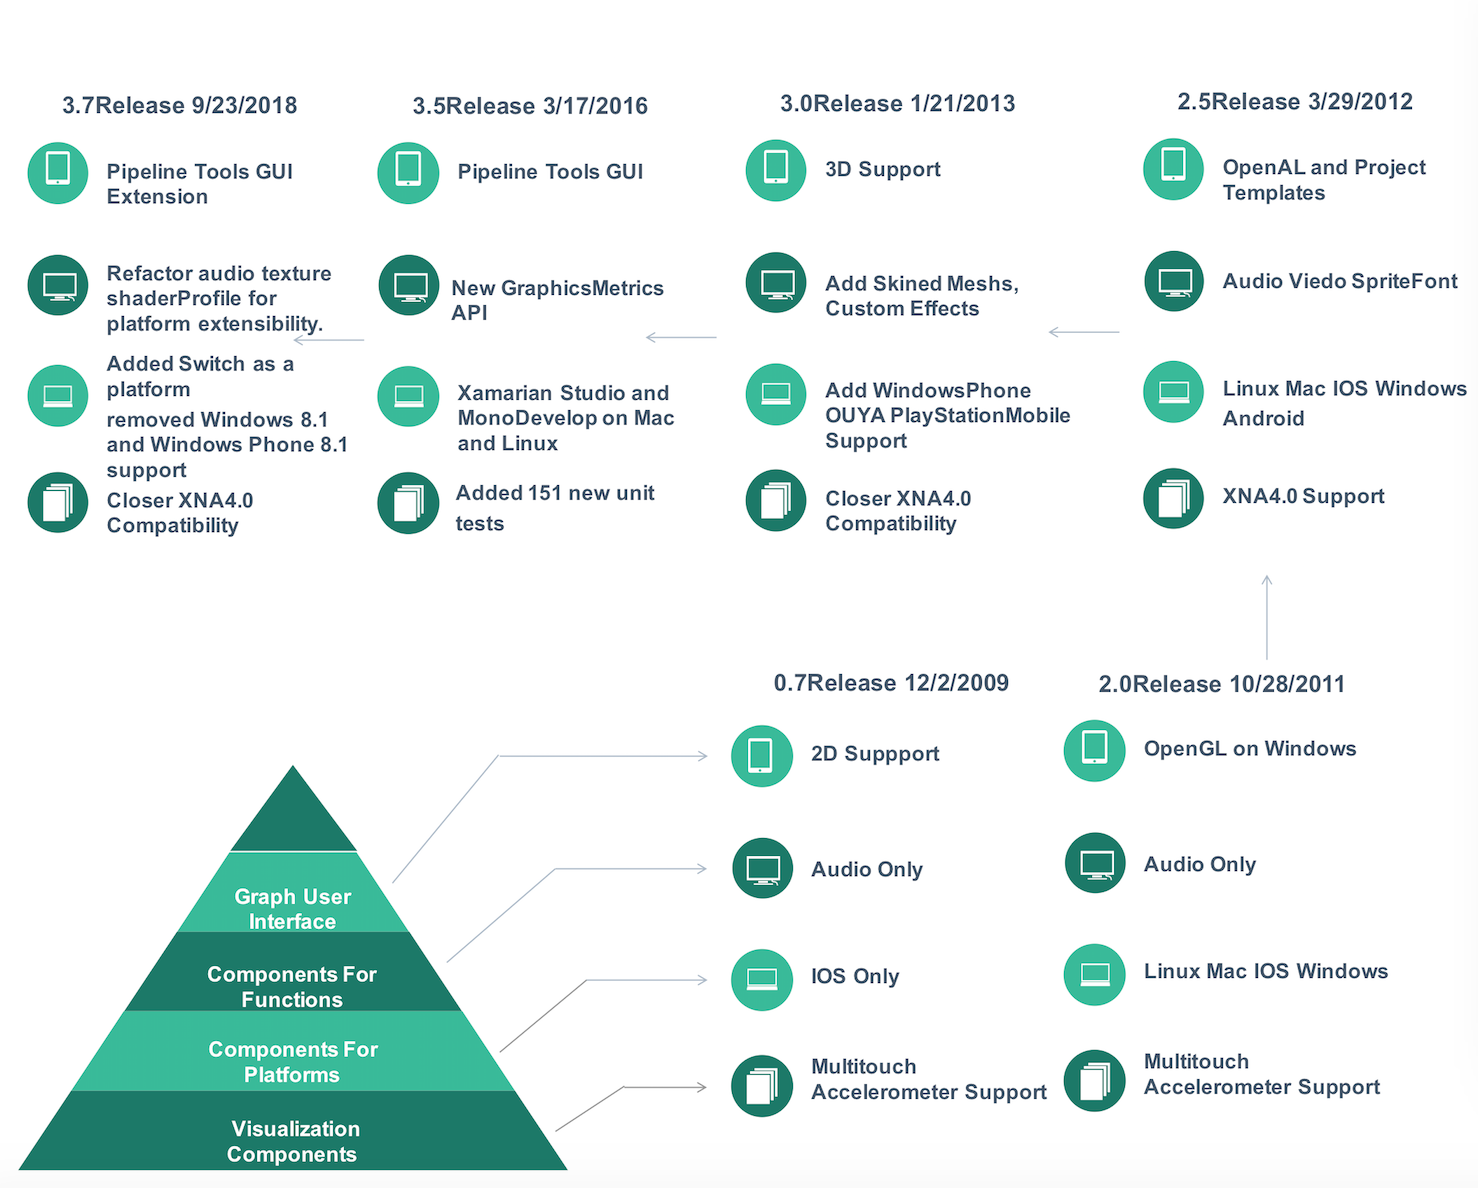 3.7Release 9/23/2018
Pipeline Tools GUI
Extension
Refactor audio texture
shaderProfile for
platform extensibility.
Added Switch as a
platform
removed Windows 8.1
and Windows Phone 8.1
support
Closer XNA4.0
Compatibility
3.5Release 3/17/2016
Pipeline Tools GUI
New GraphicsMetrics
API
Xamarian Studio and
MonoDevelop on Mac
and Linux
Added 151 new unit
tests
3.0Release 1/21/2013
3D Support
Add Skined Meshs,
Custom Effects
Add WindowsPhone
OUYA PlayStationMobile
Support
Closer XNA4.0
Compatibility
2.5Release 3/29/2012
OpenAL and Project
Templates
Audio Viedo SpriteFont
Linux Mac IOS Windows
Android
XNA4.0 Support
Graph User
Interface
Components For
Functions
Components For
Platforms
Visualization
Components
0.7Release 12/2/2009
2D Suppport
Audio Only
IOS Only
Multitouch
Accelerometer Support
2.0Release 10/28/2011
OpenGL on Windows
Audio Only
Linux Mac IOS Windows
Multitouch
Accelerometer Support